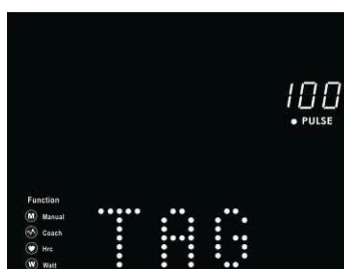 100
PULSE
Function
M Manual
Coach
Hrc
W Watt
TAG